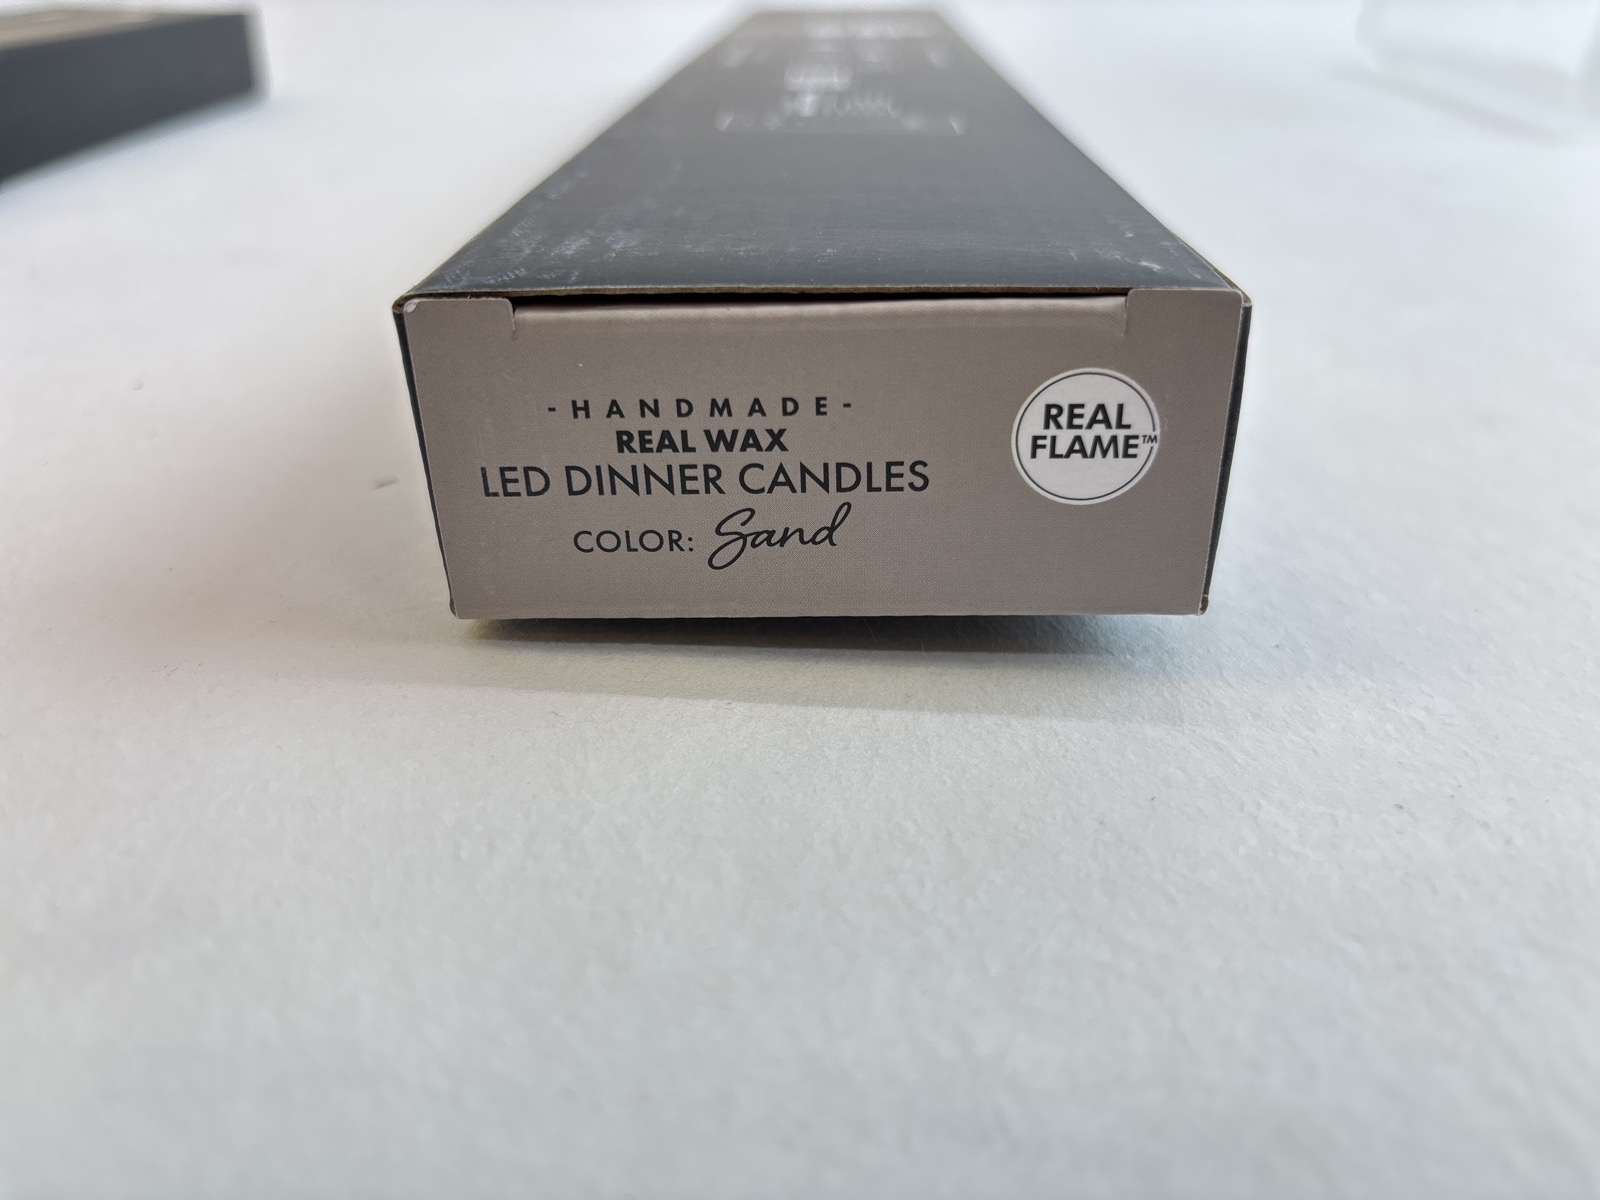 - HANDMADE -
REAL WAX
LED DINNER CANDLES
COLOR: Sand
REAL
FLAME™